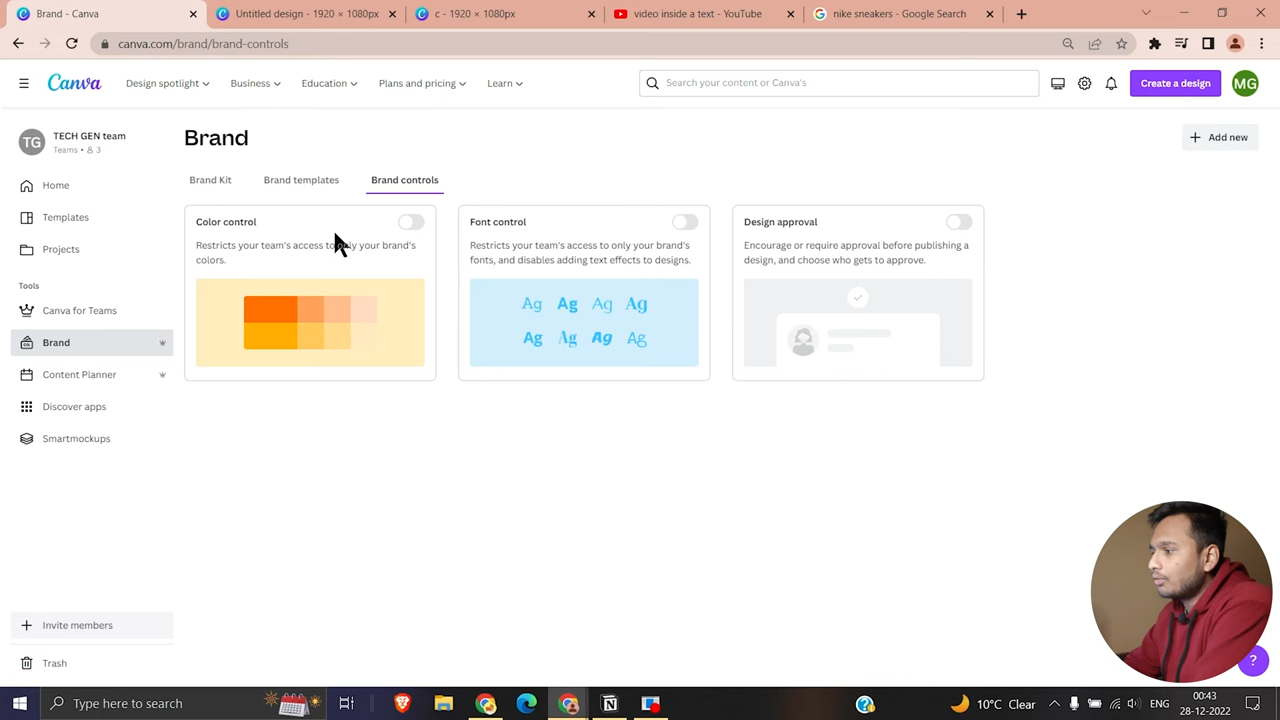 Brand - Canva
Untitled design - 1920 × 1080px
c - 1920 × 1080px
video inside a text - YouTube
nike sneakers - Google Search
canva.com/brand/brand-controls
Canva
Design spotlight
Business
Education
Plans and pricing
Learn
Search your content or Canva's
Create a design
MG
TG
TECH GEN team
Teams • 3
Brand
Add new
Home
Brand Kit
Brand templates
Brand controls
Templates
Projects
Tools
Canva for Teams
Brand
Content Planner
Discover apps
Smartmockups
Color control
Restricts your team's access to only your brand's
colors.
Font control
Restricts your team's access to only your brand's
fonts, and disables adding text effects to designs.
Ag Ag Ag Ag
Ag Ag Ag Ag
Design approval
Encourage or require approval before publishing a
design, and choose who gets to approve.
Invite members
Trash
?
Type here to search
N
?
10°C Clear
00:43
28-12-2022